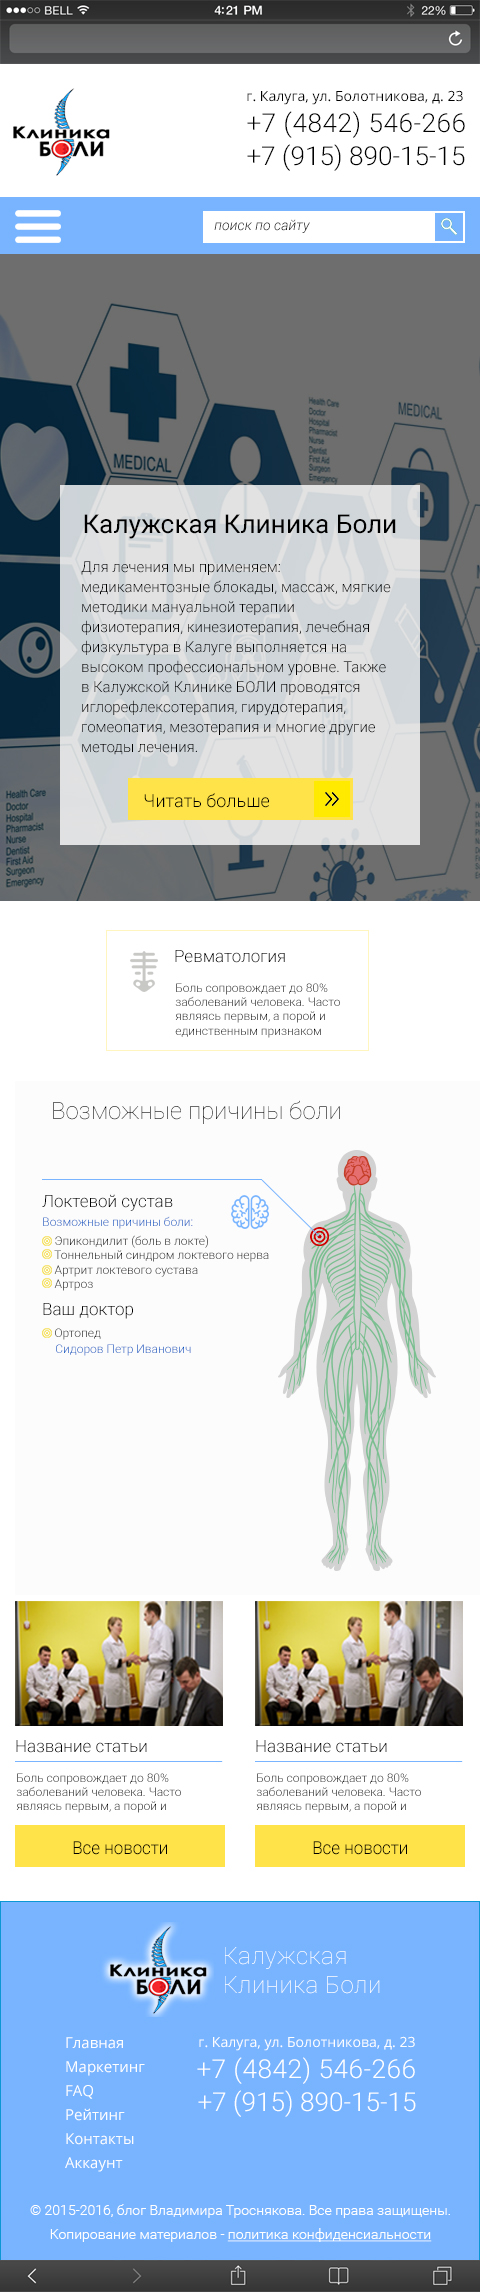 BELL
4:21 PM
22%
Клиника
БОЛИ
г. Калуга, ул. Болотникова, д. 23
+7 (4842) 546-266
+7 (915) 890-15-15
поиск по сайту
MEDICAL
Health Care
Doctor
Hospital
Pharmacist
Nurse
Dentist
First Aid
Surgeon
Emergency
MEDICAL
Калужская Клиника Боли
Для лечения мы применяем:
медикаментозные блокады, массаж, мягкие
методики мануальной терапии
физиотерапия, кинезиотерапия, лечебная
физкультура в Калуге выполняется на
высоком профессиональном уровне. Также
в Калужской Клинике БОЛИ проводятся
иглорефлексотерапия, гирудотерапия,
гомеопатия, мезотерапия и многие другие
методы лечения.
Читать больше
Health Care
Doctor
Hospital
Pharmacist
Nurse
Dentist
First Aid
Surgeon
Emergency
Ревматология
Боль сопровождает до 80%
заболеваний человека. Часто
являясь первым, а порой и
единственным признаком
Возможные причины боли
Локтевой сустав
Возможные причины боли:
Эпикондилит (боль в локте)
Тоннельный синдром локтевого нерва
Артрит локтевого сустава
Артроз
Ваш доктор
Ортопед
Сидоров Петр Иванович
Название статьи
Боль сопровождает до 80%
заболеваний человека. Часто
являясь первым, а порой и
Все новости
Название статьи
Боль сопровождает до 80%
заболеваний человека. Часто
являясь первым, а порой и
Все новости
Клиника
БОЛИ
Калужская
Клиника Боли
Главная
Маркетинг
FAQ
Рейтинг
Контакты
Аккаунт
г. Калуга, ул. Болотникова, д. 23
+7 (4842) 546-266
+7 (915) 890-15-15
© 2015-2016, блог Владимира Троснякова. Все права защищены.
Копирование материалов - политика конфиденсиальности